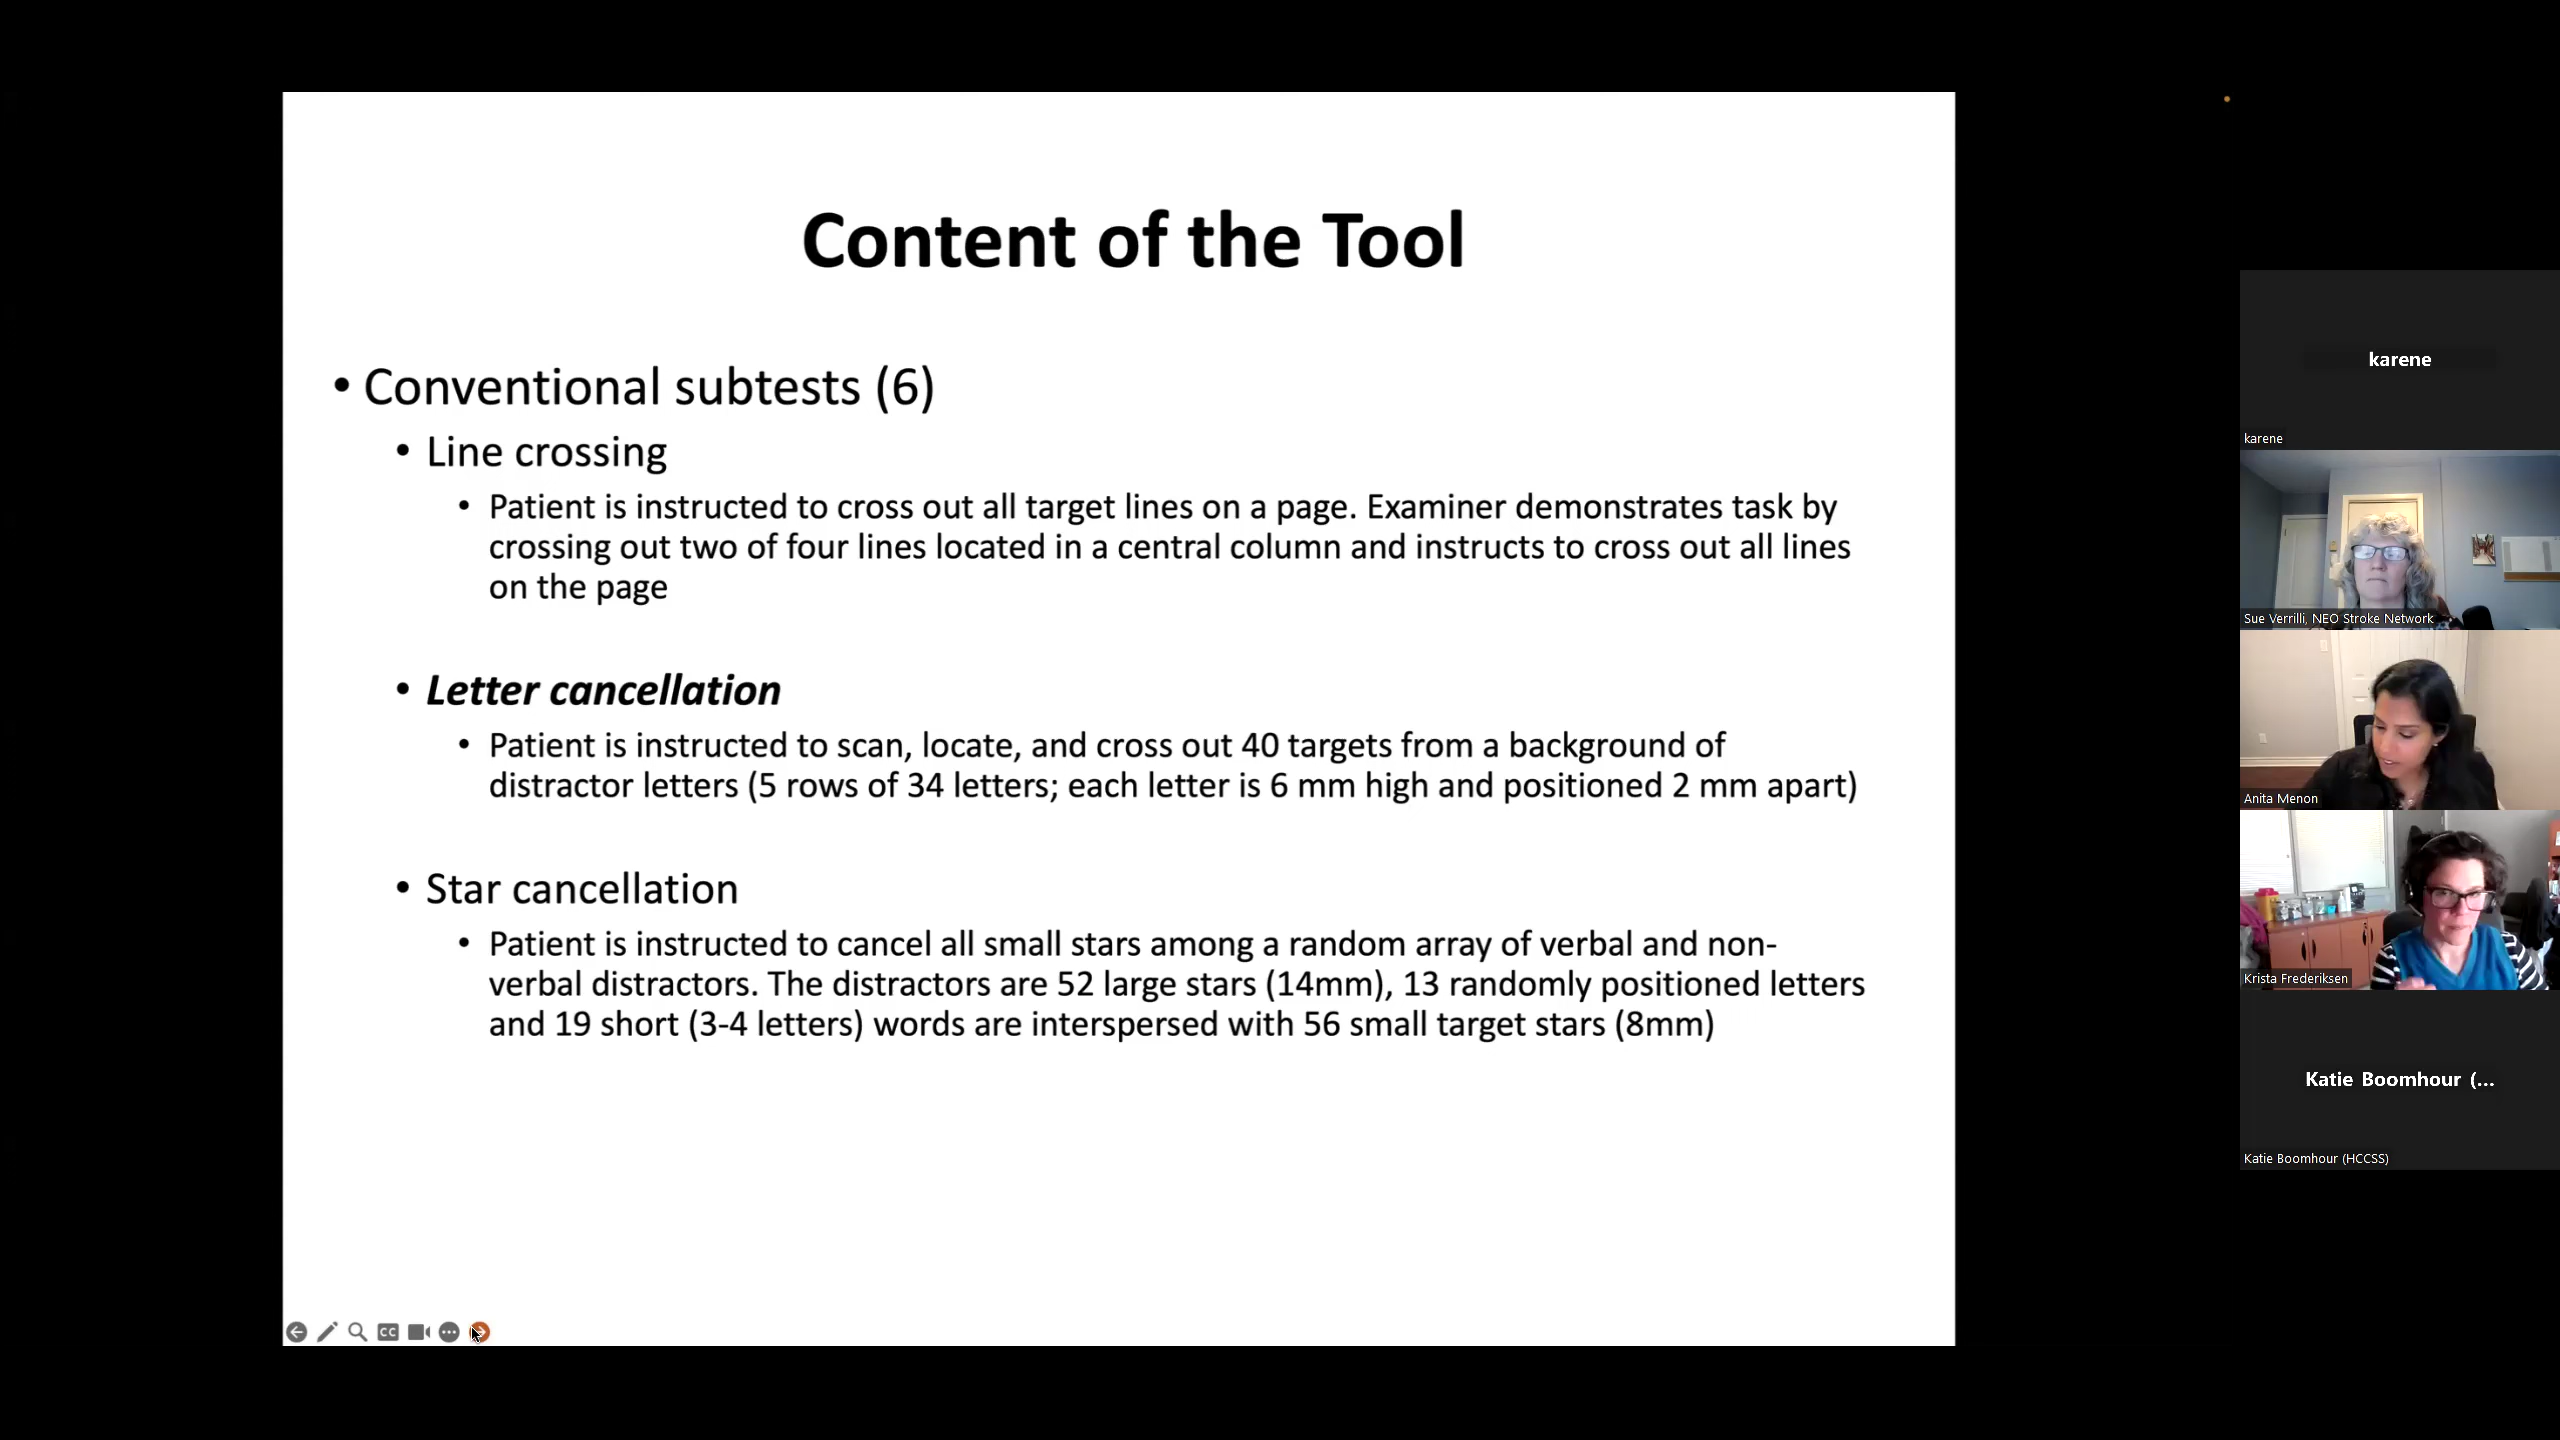 Content of the Tool
• Conventional subtests (6)
• Line crossing
• Patient is instructed to cross out all target lines on a page. Examiner demonstrates task by
crossing out two of four lines located in a central column and instructs to cross out all lines
on the page
• Letter cancellation
• Patient is instructed to scan, locate, and cross out 40 targets from a background of
distractor letters (5 rows of 34 letters; each letter is 6 mm high and positioned 2 mm apart)
• Star cancellation
• Patient is instructed to cancel all small stars among a random array of verbal and non-
verbal distractors. The distractors are 52 large stars (14mm), 13 randomly positioned letters
and 19 short (3-4 letters) words are interspersed with 56 small target stars (8mm)
CC
karene
karene
Sue Verrilli, NEO Stroke Network
Anita Menon
Krista Frederiksen
Katie Boomhour (...
Katie Boomhour (HCCSS)